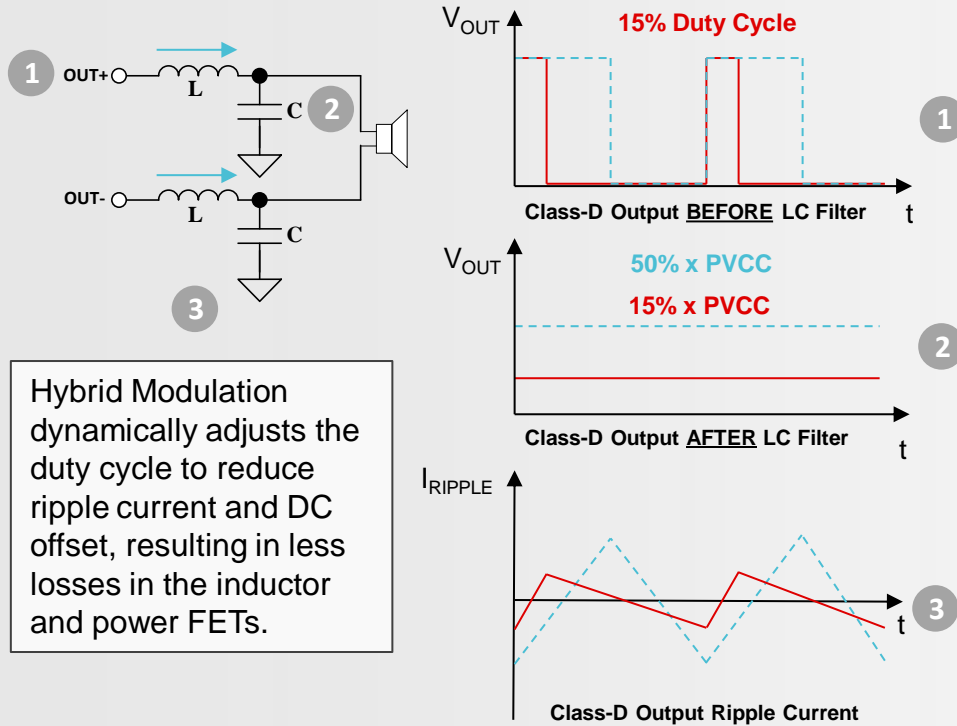 1
OUT+
L
C
2
OUT-
L
C
3
Hybrid Modulation
dynamically adjusts the
duty cycle to reduce
ripple current and DC
offset, resulting in less
losses in the inductor
and power FETs.
VOUT
15% Duty Cycle
1
t
Class-D Output BEFORE LC Filter
VOUT
50% x PVCC
15% x PVCC
2
t
Class-D Output AFTER LC Filter
IRIPPLE
3
t
Class-D Output Ripple Current